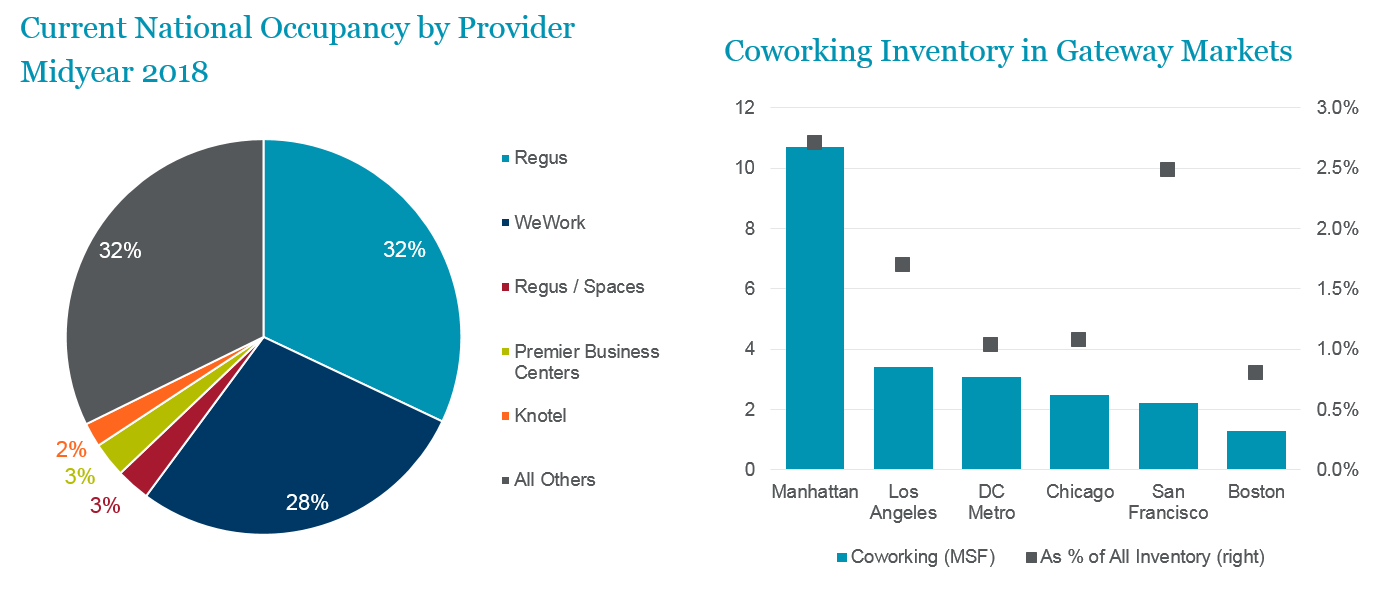 Current National Occupancy by Provider
Midyear 2018
32%
28%
3%
3%
2%
32%
Regus
WeWork
Regus / Spaces
Premier Business
Centers
Knotel
All Others
Coworking Inventory in Gateway Markets
12
10
8
6
4
2
0
3.0%
2.5%
2.0%
1.5%
1.0%
0.5%
0.0%
Manhattan
Los
Angeles
DC
Metro
Chicago
San
Francisco
Boston
Coworking (MSF)
As % of All Inventory (right)